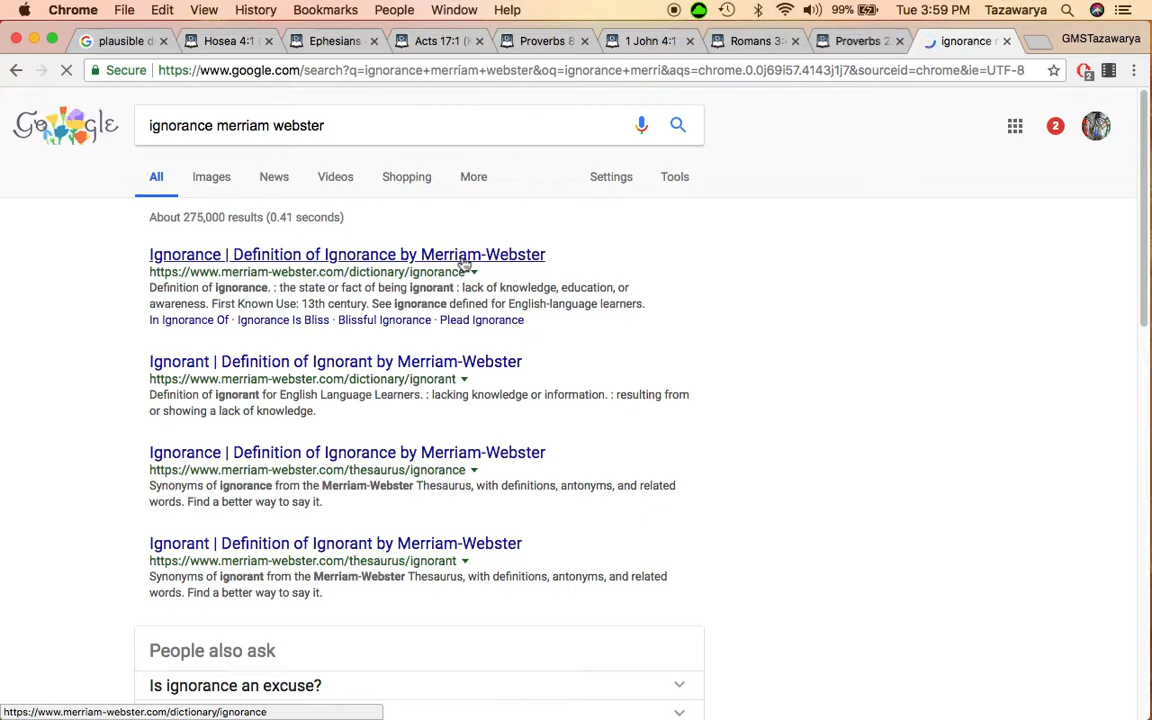 Chrome File Edit View History Bookmarks People Window Help 99% Tue 3:59 PM Tazawarya
plausible d Hosea 4:1 Ephesians Acts 17:1 Proverbs 8 1 John 4:1 Romans 3: Proverbs 2 ignorance GMSTazawarya
Secure https://www.google.com/search?q=ignorance+merriam+webster&oq=ignorance+merri&aqs=chrome.0.0j69i57.4143j1j7&sourceid=chrome&ie=UTF-8 2
Google ignorance merriam webster 2
All Images News Videos Shopping More Settings Tools
About 275,000 results (0.41 seconds)
Ignorance | Definition of Ignorance by Merriam-Webster
https://www.merriam-webster.com/dictionary/ignorance
Definition of ignorance. : the state or fact of being ignorant : lack of knowledge, education, or
awareness. First Known Use: 13th century. See ignorance defined for English-language learners.
In Ignorance Of · Ignorance Is Bliss · Blissful Ignorance · Plead Ignorance
Ignorant | Definition of Ignorant by Merriam-Webster
https://www.merriam-webster.com/dictionary/ignorant
Definition of ignorant for English Language Learners. : lacking knowledge or information. : resulting from
or showing a lack of knowledge.
Ignorance | Definition of Ignorance by Merriam-Webster
https://www.merriam-webster.com/thesaurus/ignorance
Synonyms of ignorance from the Merriam-Webster Thesaurus, with definitions, antonyms, and related
words. Find a better way to say it.
Ignorant | Definition of Ignorant by Merriam-Webster
https://www.merriam-webster.com/thesaurus/ignorant
Synonyms of ignorant from the Merriam-Webster Thesaurus, with definitions, antonyms, and related
words. Find a better way to say it.
People also ask
Is ignorance an excuse?
https://www.merriam-webster.com/dictionary/ignorance